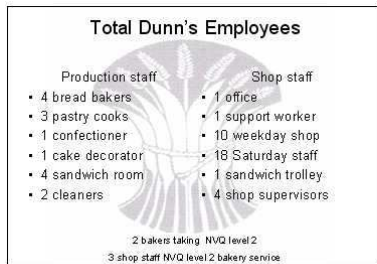 Total Dunn's Employees
Production staff
• 4 bread bakers
• 3 pastry cooks
• 1 confectioner
• 1 cake decorator
• 4 sandwich room
• 2 cleaners
Shop staff
• 1 office
• 1 support worker
• 10 weekday shop
• 18 Saturday staff
• 1 sandwich trolley
• 4 shop supervisors
2 bakers taking NVQ level 2
3 shop staff NVQ level 2 bakery service